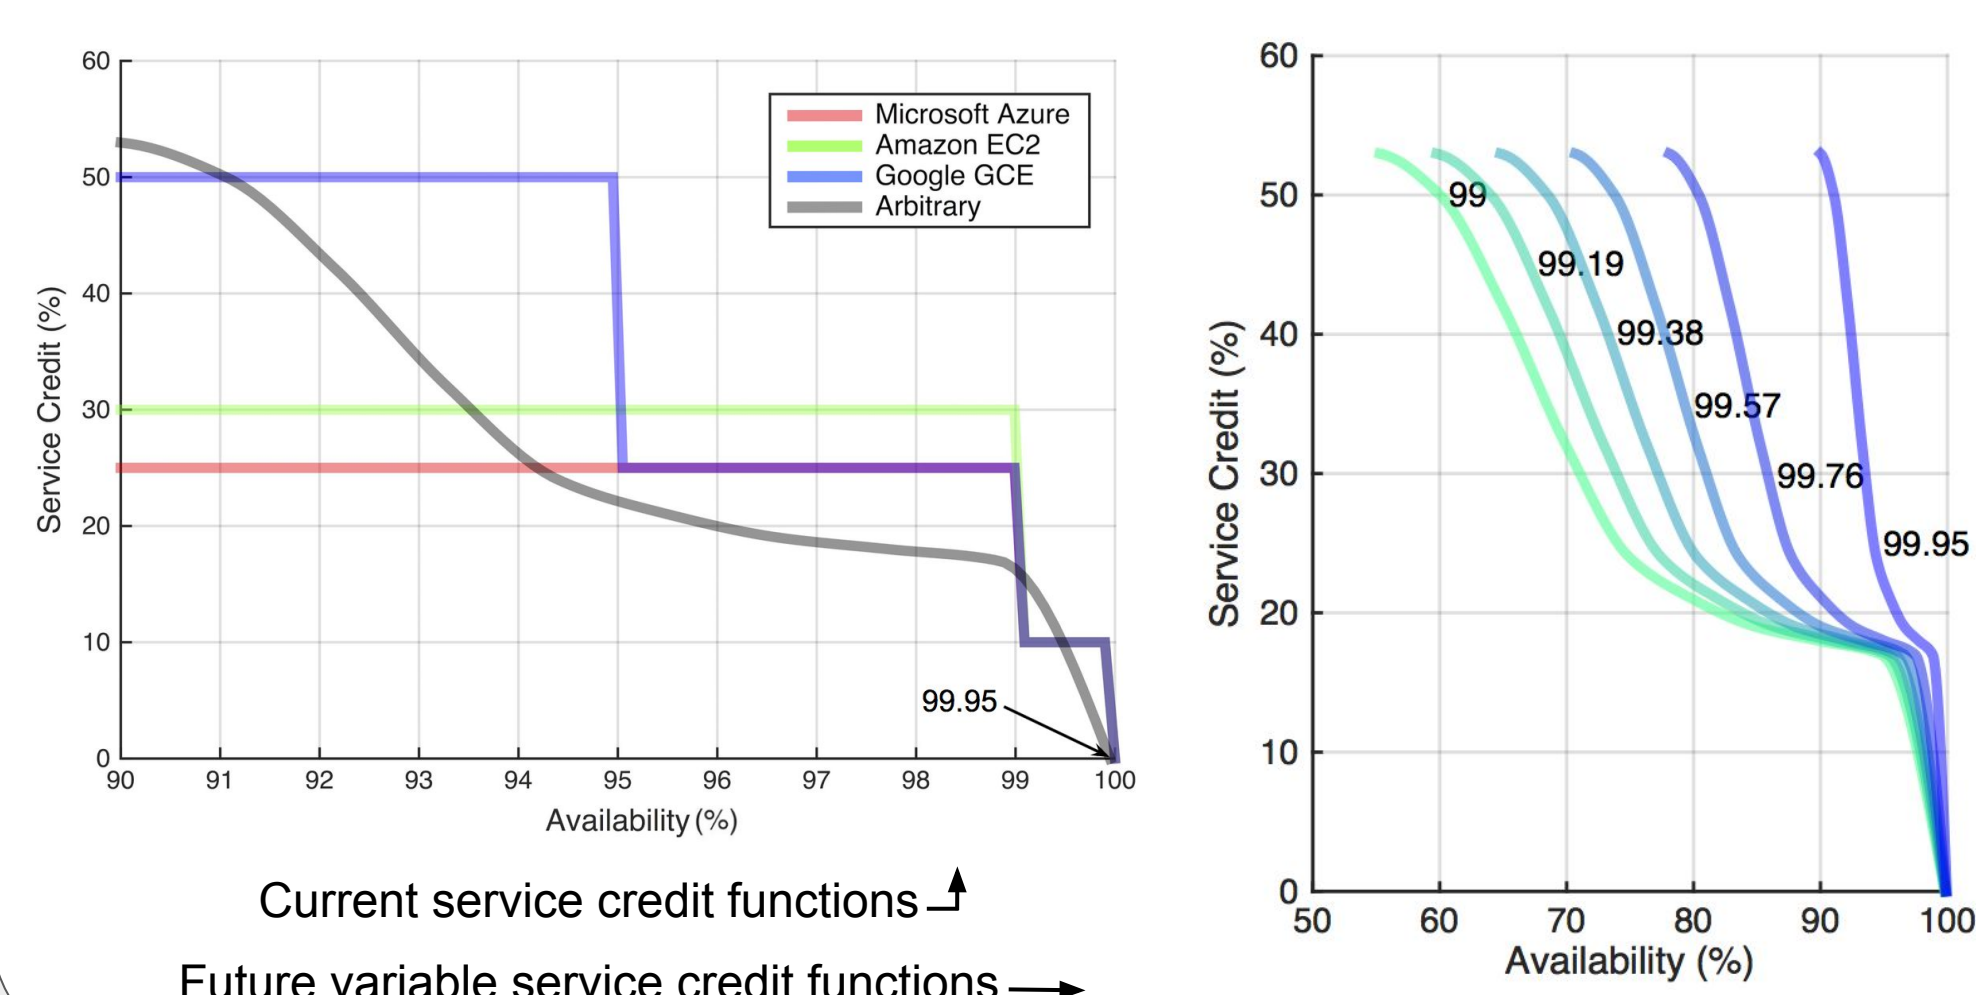 60
50
40
30
20
10
0
Service Credit (%)
Microsoft Azure
Amazon EC2
Google GCE
Arbitrary
99.95
90 91 92 93 94 95 96 97 98 99 100
Availability (%)
Current service credit functions
Future variable service credit functions
60
50
40
30
20
10
0
Service Credit (%)
99
99.19
99.38
99.57
99.76
99.95
50 60 70 80 90 100
Availability (%)